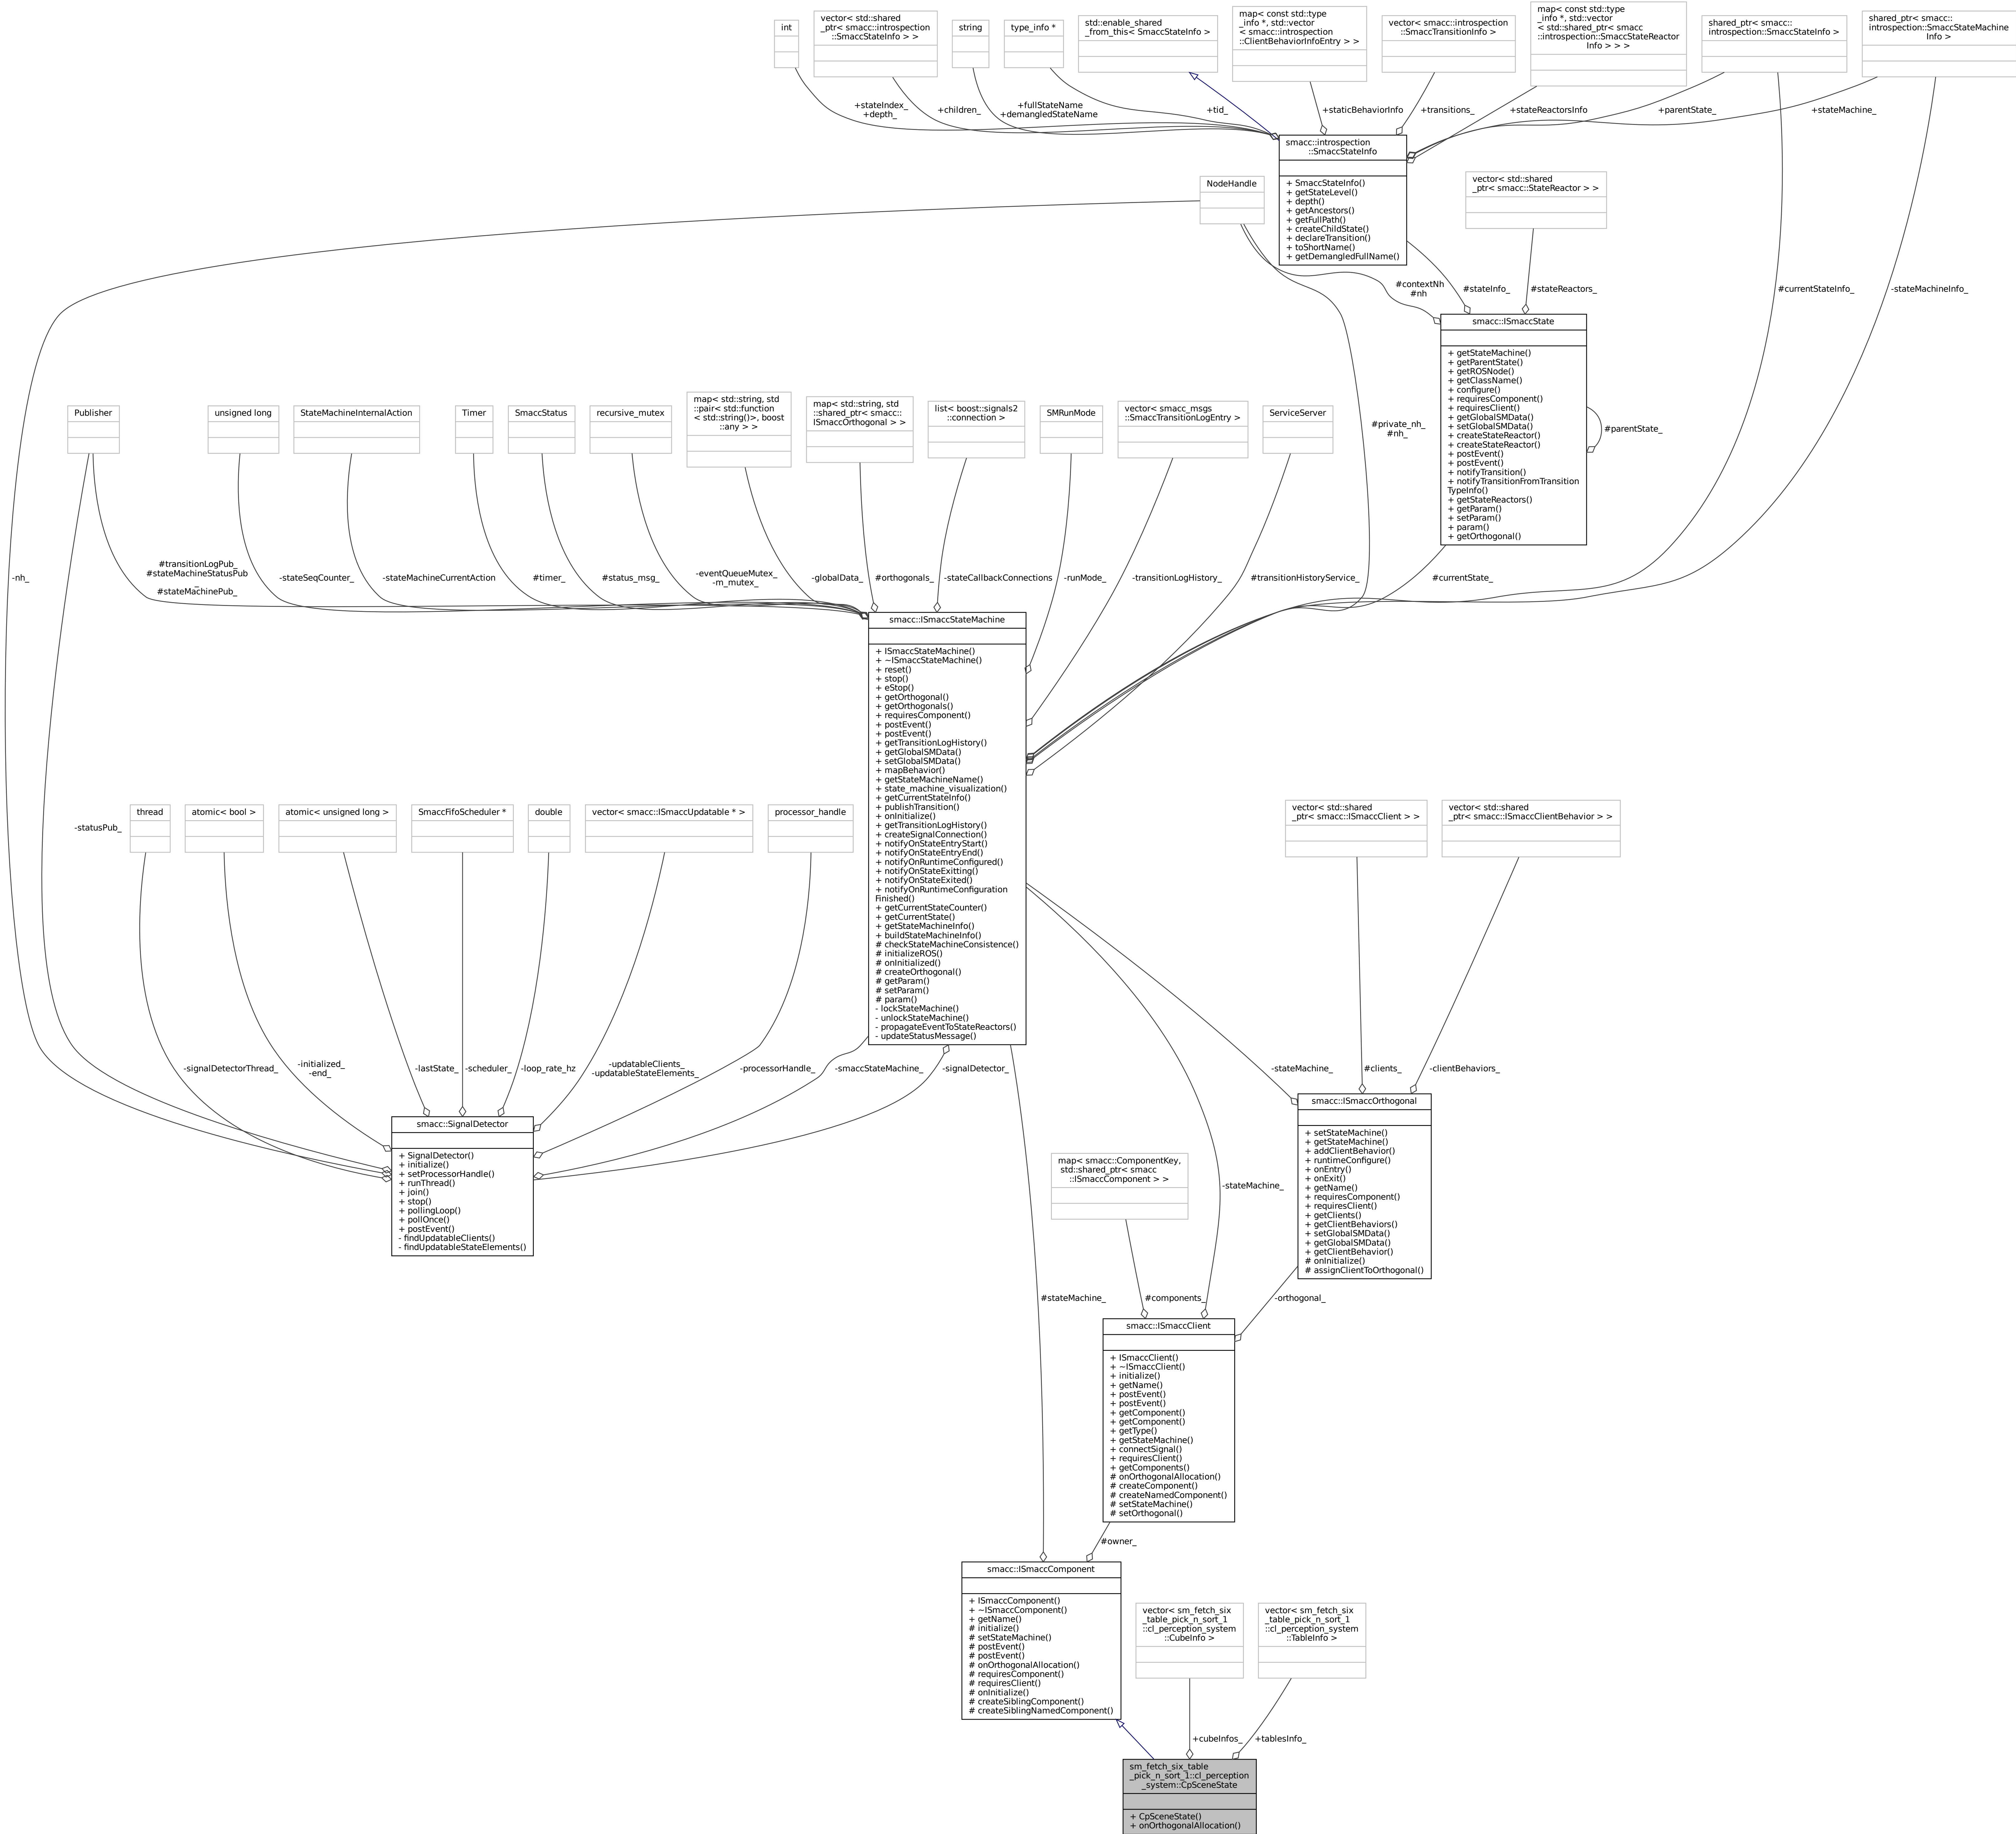 int
vector< std::shared
_ptr< smacc::introspection
::SmaccStateInfo > >
string
type_info *
std::enable_shared
_from_this< SmaccStateInfo >
map< const std::type
_info *, std::vector
< smacc::introspection
::ClientBehaviorInfoEntry > >
vector< smacc::introspection
::SmaccTransitionInfo >
map< const std::type
_info *, std::vector
< std::shared_ptr< smacc
::introspection::SmaccStateReactor
Info > > >
shared_ptr< smacc::
introspection::SmaccStateInfo >
shared_ptr< smacc::
introspection::SmaccStateMachine
Info >
+stateIndex_
+depth_
+children_
+fullStateName
+demangledStateName
+tid_
+staticBehaviorInfo
+transitions_
+stateReactorsInfo
+parentState_
+stateMachine_
smacc::introspection
::SmaccStateInfo
+ SmaccStateInfo()
+ getStateLevel()
+ depth()
+ getAncestors()
+ getFullPath()
+ createChildState()
+ declareTransition()
+ toShortName()
+ getDemangledFullName()
NodeHandle
vector< std::shared
_ptr< smacc::StateReactor > >
#contextNh
#nh
#stateInfo_
#stateReactors_
#currentStateInfo_
-stateMachineInfo_
smacc::ISmaccState
+ getStateMachine()
+ getParentState()
+ getROSNode()
+ getClassName()
+ configure()
+ requiresComponent()
+ requiresClient()
+ getGlobalSMData()
+ setGlobalSMData()
+ createStateReactor()
+ createStateReactor()
+ postEvent()
+ postEvent()
+ notifyTransition()
+ notifyTransitionFromTransition
TypeInfo()
+ getStateReactors()
+ getParam()
+ setParam()
+ param()
+ getOrthogonal()
#parentState_
Publisher
unsigned long
StateMachineInternalAction
Timer
SmaccStatus
recursive_mutex
map< std::string, std
::pair< std::function
< std::string()>, boost
::any > >
map< std::string, std
::shared_ptr< smacc::
ISmaccOrthogonal > >
list< boost::signals2
::connection >
SMRunMode
vector< smacc_msgs
::SmaccTransitionLogEntry >
ServiceServer
#private_nh_
#nh_
-nh_
#transitionLogPub_
#stateMachineStatusPub
_
#stateMachinePub_
-stateSeqCounter_
-stateMachineCurrentAction
#timer_
#status_msg_
-eventQueueMutex_
-m_mutex_
-globalData_
#orthogonals_
-stateCallbackConnections
-runMode_
-transitionLogHistory_
#transitionHistoryService_
#currentState_
smacc::ISmaccStateMachine
+ ISmaccStateMachine()
+ ~ISmaccStateMachine()
+ reset()
+ stop()
+ eStop()
+ getOrthogonal()
+ getOrthogonals()
+ requiresComponent()
+ postEvent()
+ postEvent()
+ getTransitionLogHistory()
+ getGlobalSMData()
+ setGlobalSMData()
+ mapBehavior()
+ getStateMachineName()
+ state_machine_visualization()
+ getCurrentStateInfo()
+ publishTransition()
+ onInitialize()
+ getTransitionLogHistory()
+ createSignalConnection()
+ notifyOnStateEntryStart()
+ notifyOnStateEntryEnd()
+ notifyOnRuntimeConfigured()
+ notifyOnStateExitting()
+ notifyOnStateExited()
+ notifyOnRuntimeConfiguration
Finished()
+ getCurrentStateCounter()
+ getCurrentState()
+ getStateMachineInfo()
+ buildStateMachineInfo()
# checkStateMachineConsistence()
# initializeROS()
# onInitialized()
# createOrthogonal()
# getParam()
# setParam()
# param()
- lockStateMachine()
- unlockStateMachine()
- propagateEventToStateReactors()
- updateStatusMessage()
-statusPub_
thread
atomic< bool >
atomic< unsigned long >
SmaccFifoScheduler *
double
vector< smacc::ISmaccUpdatable * >
processor_handle
vector< std::shared
_ptr< smacc::ISmaccClient > >
vector< std::shared
_ptr< smacc::ISmaccClientBehavior > >
-signalDetectorThread_
-initialized_
-end_
-lastState_
-scheduler_
-loop_rate_hz
-updatableClients_
-updatableStateElements_
-processorHandle_
-smaccStateMachine_
-signalDetector_
-stateMachine_
#clients_
-clientBehaviors_
smacc::SignalDetector
+ SignalDetector()
+ initialize()
+ setProcessorHandle()
+ runThread()
+ join()
+ stop()
+ pollingLoop()
+ pollOnce()
+ postEvent()
- findUpdatableClients()
- findUpdatableStateElements()
smacc::ISmaccOrthogonal
+ setStateMachine()
+ getStateMachine()
+ addClientBehavior()
+ runtimeConfigure()
+ onEntry()
+ onExit()
+ getName()
+ requiresComponent()
+ requiresClient()
+ getClients()
+ getClientBehaviors()
+ setGlobalSMData()
+ getGlobalSMData()
+ getClientBehavior()
# onInitialize()
# assignClientToOrthogonal()
map< smacc::ComponentKey,
std::shared_ptr< smacc
::ISmaccComponent > >
-stateMachine_
#stateMachine_
#components_
-orthogonal_
smacc::ISmaccClient
+ ISmaccClient()
+ ~ISmaccClient()
+ initialize()
+ getName()
+ postEvent()
+ postEvent()
+ getComponent()
+ getComponent()
+ getType()
+ getStateMachine()
+ connectSignal()
+ requiresClient()
+ getComponents()
# onOrthogonalAllocation()
# createComponent()
# createNamedComponent()
# setStateMachine()
# setOrthogonal()
#owner_
smacc::ISmaccComponent
+ ISmaccComponent()
+ ~ISmaccComponent()
+ getName()
# initialize()
# setStateMachine()
# postEvent()
# postEvent()
# onOrthogonalAllocation()
# requiresComponent()
# requiresClient()
# onInitialize()
# createSiblingComponent()
# createSiblingNamedComponent()
vector< sm_fetch_six
_table_pick_n_sort_1
::cl_perception_system
::CubeInfo >
vector< sm_fetch_six
_table_pick_n_sort_1
::cl_perception_system
::TableInfo >
+cubeInfos_
+tablesInfo_
sm_fetch_six_table
_pick_n_sort_1::cl_perception
_system::CpSceneState
+ CpSceneState()
+ onOrthogonalAllocation()